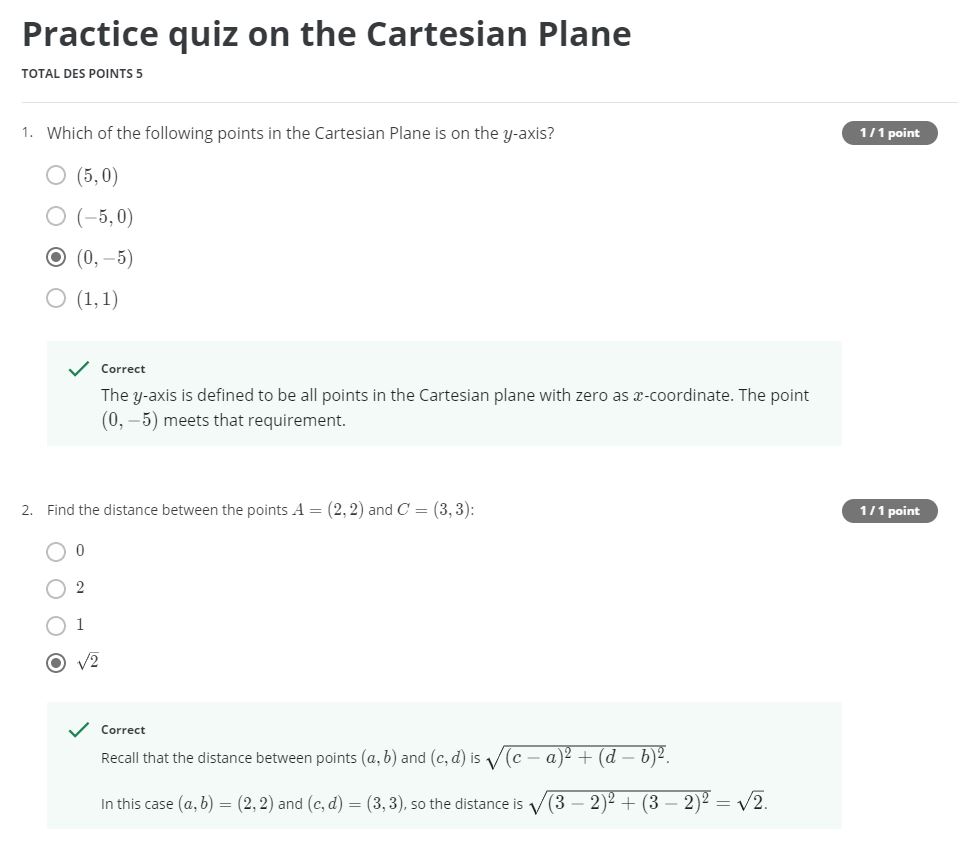 Practice quiz on the Cartesian Plane
TOTAL DES POINTS 5
1. Which of the following points in the Cartesian Plane is on the y-axis?
1 / 1 point
(5, 0)
(−5, 0)
(0, −5)
(1, 1)
Correct
The y-axis is defined to be all points in the Cartesian plane with zero as x-coordinate. The point
(0, −5) meets that requirement.
2. Find the distance between the points A = (2, 2) and C = (3, 3):
1 / 1 point
0
2
1
√2
Correct
Recall that the distance between points (a, b) and (c, d) is √((c − a)² + (d − b)²).
In this case (a, b) = (2, 2) and (c, d) = (3, 3), so the distance is √((3 − 2)² + (3 − 2)²) = √2.